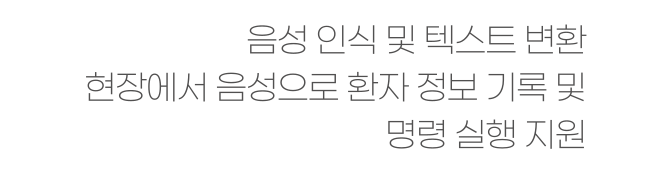 음성 인식 및 텍스트 변환
현장에서 음성으로 환자 정보 기록 및
명령 실행 지원